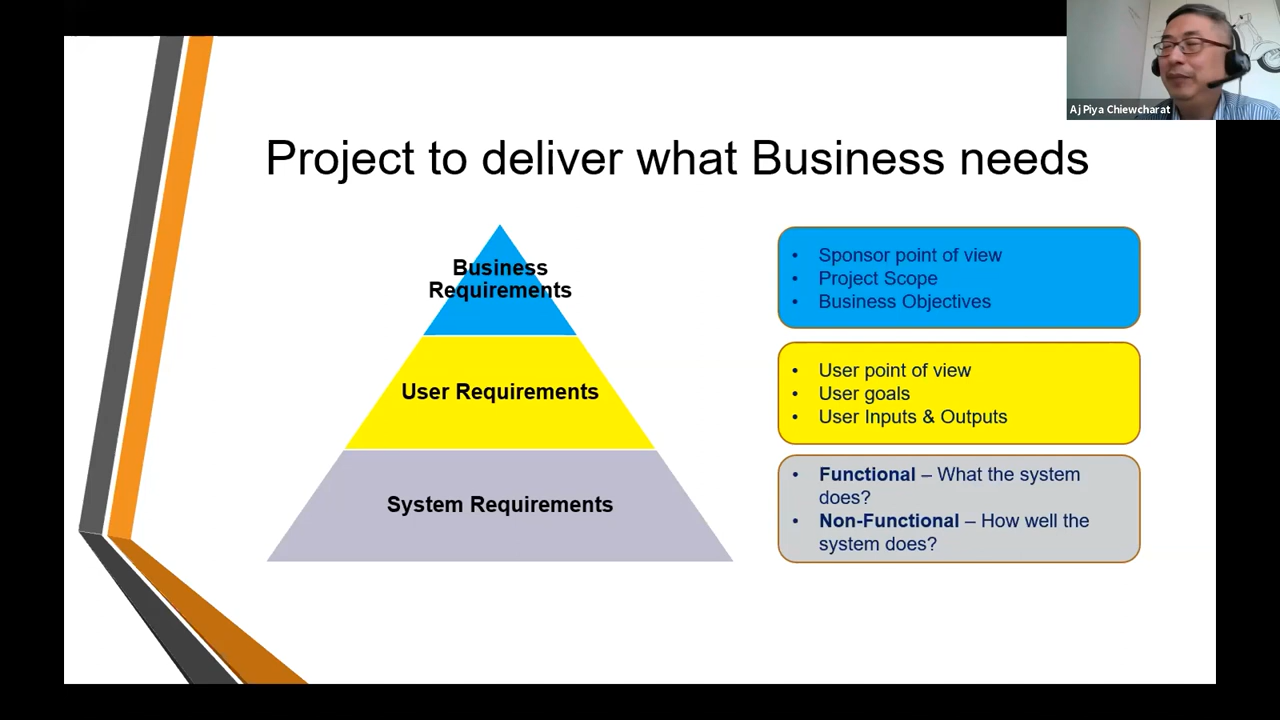 Aj Piya Chiewcharat
Project to deliver what Business needs
Business
Requirements
• Sponsor point of view
• Project Scope
• Business Objectives
User Requirements
• User point of view
• User goals
• User Inputs & Outputs
System Requirements
• Functional – What the system
does?
• Non-Functional – How well the
system does?